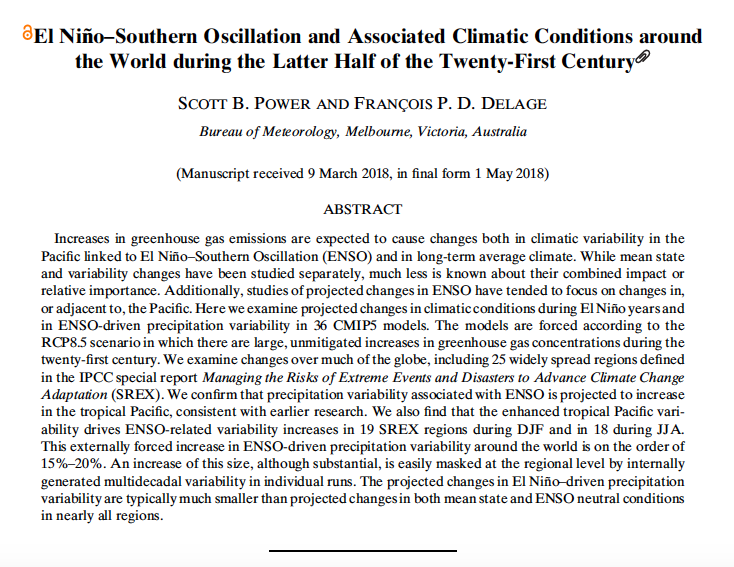 El Niño–Southern Oscillation and Associated Climatic Conditions around
the World during the Latter Half of the Twenty-First Century
SCOTT B. POWER AND FRANÇOIS P. D. DELAGE
Bureau of Meteorology, Melbourne, Victoria, Australia
(Manuscript received 9 March 2018, in final form 1 May 2018)
ABSTRACT
Increases in greenhouse gas emissions are expected to cause changes both in climatic variability in the
Pacific linked to El Niño–Southern Oscillation (ENSO) and in long-term average climate. While mean state
and variability changes have been studied separately, much less is known about their combined impact or
relative importance. Additionally, studies of projected changes in ENSO have tended to focus on changes in,
or adjacent to, the Pacific. Here we examine projected changes in climatic conditions during El Niño years and
in ENSO-driven precipitation variability in 36 CMIP5 models. The models are forced according to the
RCP8.5 scenario in which there are large, unmitigated increases in greenhouse gas concentrations during the
twenty-first century. We examine changes over much of the globe, including 25 widely spread regions defined
in the IPCC special report Managing the Risks of Extreme Events and Disasters to Advance Climate Change
Adaptation (SREX). We confirm that precipitation variability associated with ENSO is projected to increase
in the tropical Pacific, consistent with earlier research. We also find that the enhanced tropical Pacific vari-
ability drives ENSO-related variability increases in 19 SREX regions during DJF and in 18 during JJA.
This externally forced increase in ENSO-driven precipitation variability around the world is on the order of
15%–20%. An increase of this size, although substantial, is easily masked at the regional level by internally
generated multidecadal variability in individual runs. The projected changes in El Niño–driven precipitation
variability are typically much smaller than projected changes in both mean state and ENSO neutral conditions
in nearly all regions.